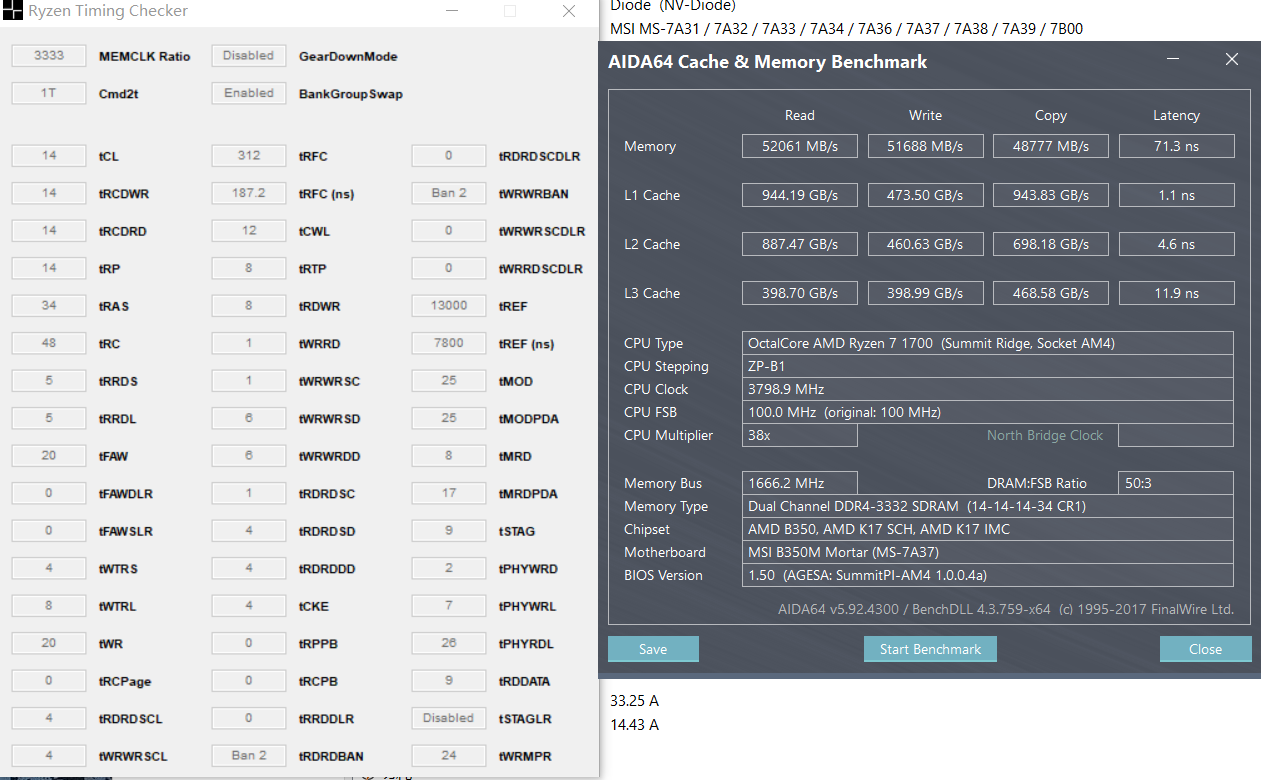 Ryzen Timing Checker
3333 MEMCLK Ratio Disabled GearDownMode
1T Cmd2t Enabled BankGroupSwap
14 tCL 312 tRFC 0 tRDRDSCDLR
14 tRCDWR 187.2 tRFC (ns) Ban 2 tWRWRBAN
14 tRCDRD 12 tCWL 0 tWRWRSCDLR
14 tRP 8 tRTP 0 tWRRDSCDLR
34 tRAS 8 tRDWR 13000 tREF
48 tRC 1 tWRRD 7800 tREF (ns)
5 tRRDS 1 tWRWRSC 25 tMOD
5 tRRDL 6 tWRWRSD 25 tMODPDA
20 tFAW 6 tWRWRDD 8 tMRD
0 tFAWDLR 1 tRDRDSC 17 tMRDPDA
0 tFAWSLR 4 tRDRDSD 9 tSTAG
4 tWTRS 4 tRDRDDD 2 tPHYWRD
8 tWTRL 4 tCKE 7 tPHYWRL
20 tWR 0 tRPPB 26 tPHYRDL
0 tRCPage 0 tRCPB 9 tRDDATA
4 tRDRDSCL 0 tRRDDLR Disabled tSTAGLR
4 tWRWRSCL Ban 2 tRDRDBAN 24 tWRMPR
Diode (NV-Diode)
MSI MS-7A31 / 7A32 / 7A33 / 7A34 / 7A36 / 7A37 / 7A38 / 7A39 / 7B00
AIDA64 Cache & Memory Benchmark
Read Write Copy Latency
Memory 52061 MB/s 51688 MB/s 48777 MB/s 71.3 ns
L1 Cache 944.19 GB/s 473.50 GB/s 943.83 GB/s 1.1 ns
L2 Cache 887.47 GB/s 460.63 GB/s 698.18 GB/s 4.6 ns
L3 Cache 398.70 GB/s 398.99 GB/s 468.58 GB/s 11.9 ns
CPU Type OctalCore AMD Ryzen 7 1700 (Summit Ridge, Socket AM4)
CPU Stepping ZP-B1
CPU Clock 3798.9 MHz
CPU FSB 100.0 MHz (original: 100 MHz)
CPU Multiplier 38x North Bridge Clock
Memory Bus 1666.2 MHz DRAM:FSB Ratio 50:3
Memory Type Dual Channel DDR4-3332 SDRAM (14-14-14-34 CR1)
Chipset AMD B350, AMD K17 SCH, AMD K17 IMC
Motherboard MSI B350M Mortar (MS-7A37)
BIOS Version 1.50 (AGESA: SummitPI-AM4 1.0.0.4a)
AIDA64 v5.92.4300 / BenchDLL 4.3.759-x64 (c) 1995-2017 FinalWire Ltd.
Save Start Benchmark Close
33.25 A
14.43 A